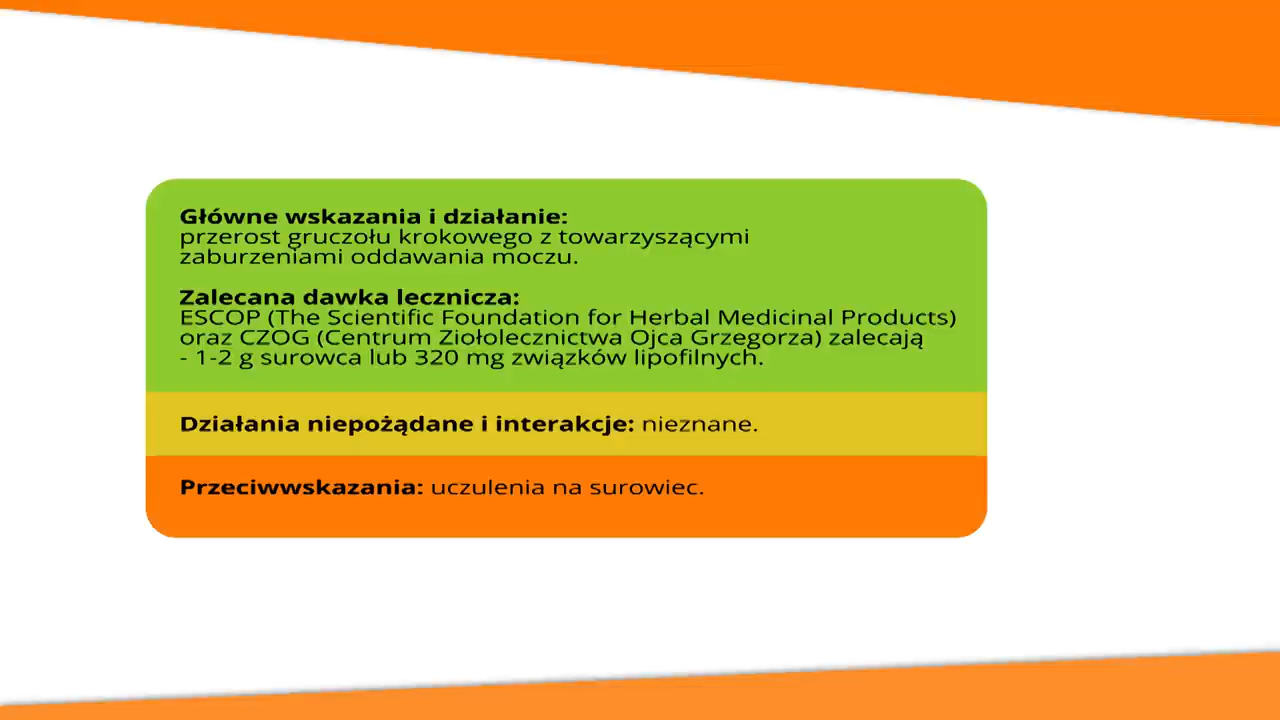 Główne wskazania i działanie:
przerost gruczołu krokowego z towarzyszącymi
zaburzeniami oddawania moczu.
Zalecana dawka lecznicza:
ESCOP (The Scientific Foundation for Herbal Medicinal Products)
oraz CZOG (Centrum Ziołolecznictwa Ojca Grzegorza) zalecają
- 1-2 g surowca lub 320 mg związków lipofilnych.
Działania niepożądane i interakcje: nieznane.
Przeciwwskazania: uczulenia na surowiec.